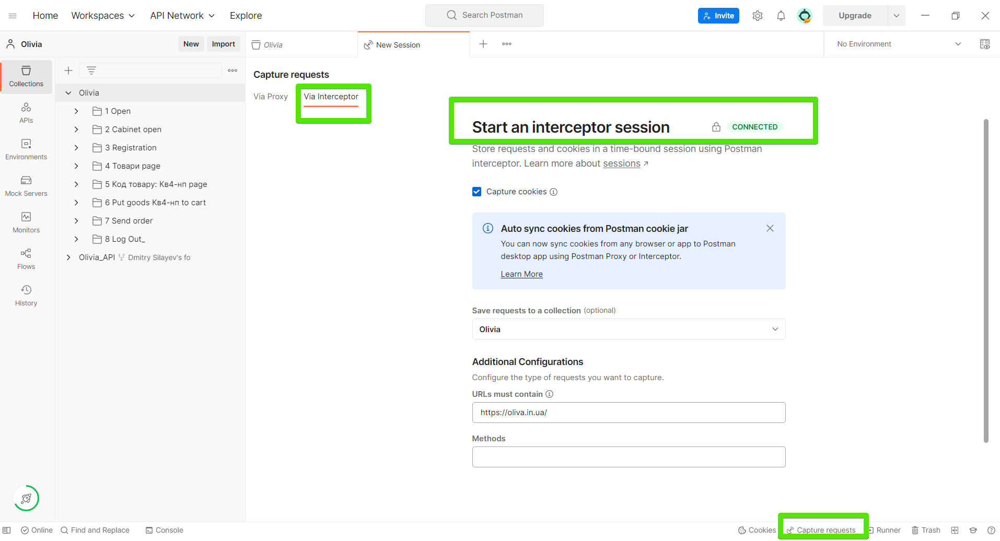 Home Workspaces API Network Explore Search Postman Invite Upgrade
Olivia New Import Olivia New Session No Environment
Collections
APIs
Environments
Mock Servers
Monitors
Flows
History
Olivia
1 Open
2 Cabinet open
3 Registration
4 Товари page
5 Код товару: Кв4-нп page
6 Put goods Кв4-нп to cart
7 Send order
8 Log Out_
Olivia_API Dmitry Silayev's fo
Capture requests
Via Proxy Via Interceptor
Start an interceptor session CONNECTED
Store requests and cookies in a time-bound session using Postman
interceptor. Learn more about sessions ↗
Capture cookies
Auto sync cookies from Postman cookie jar
You can now sync cookies from any browser or app to Postman
desktop app using Postman Proxy or Interceptor.
Learn More
Save requests to a collection (optional)
Olivia
Additional Configurations
Configure the type of requests you want to capture.
URLs must contain
https://oliva.in.ua/
Methods
Online Find and Replace Console Cookies Capture requests Runner Trash